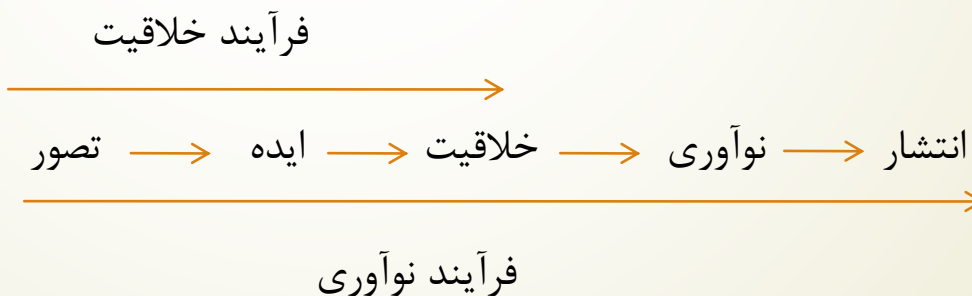 فرآیند خلاقیت
تصور ایده خلاقیت نوآوری انتشار
فرآیند نوآوری